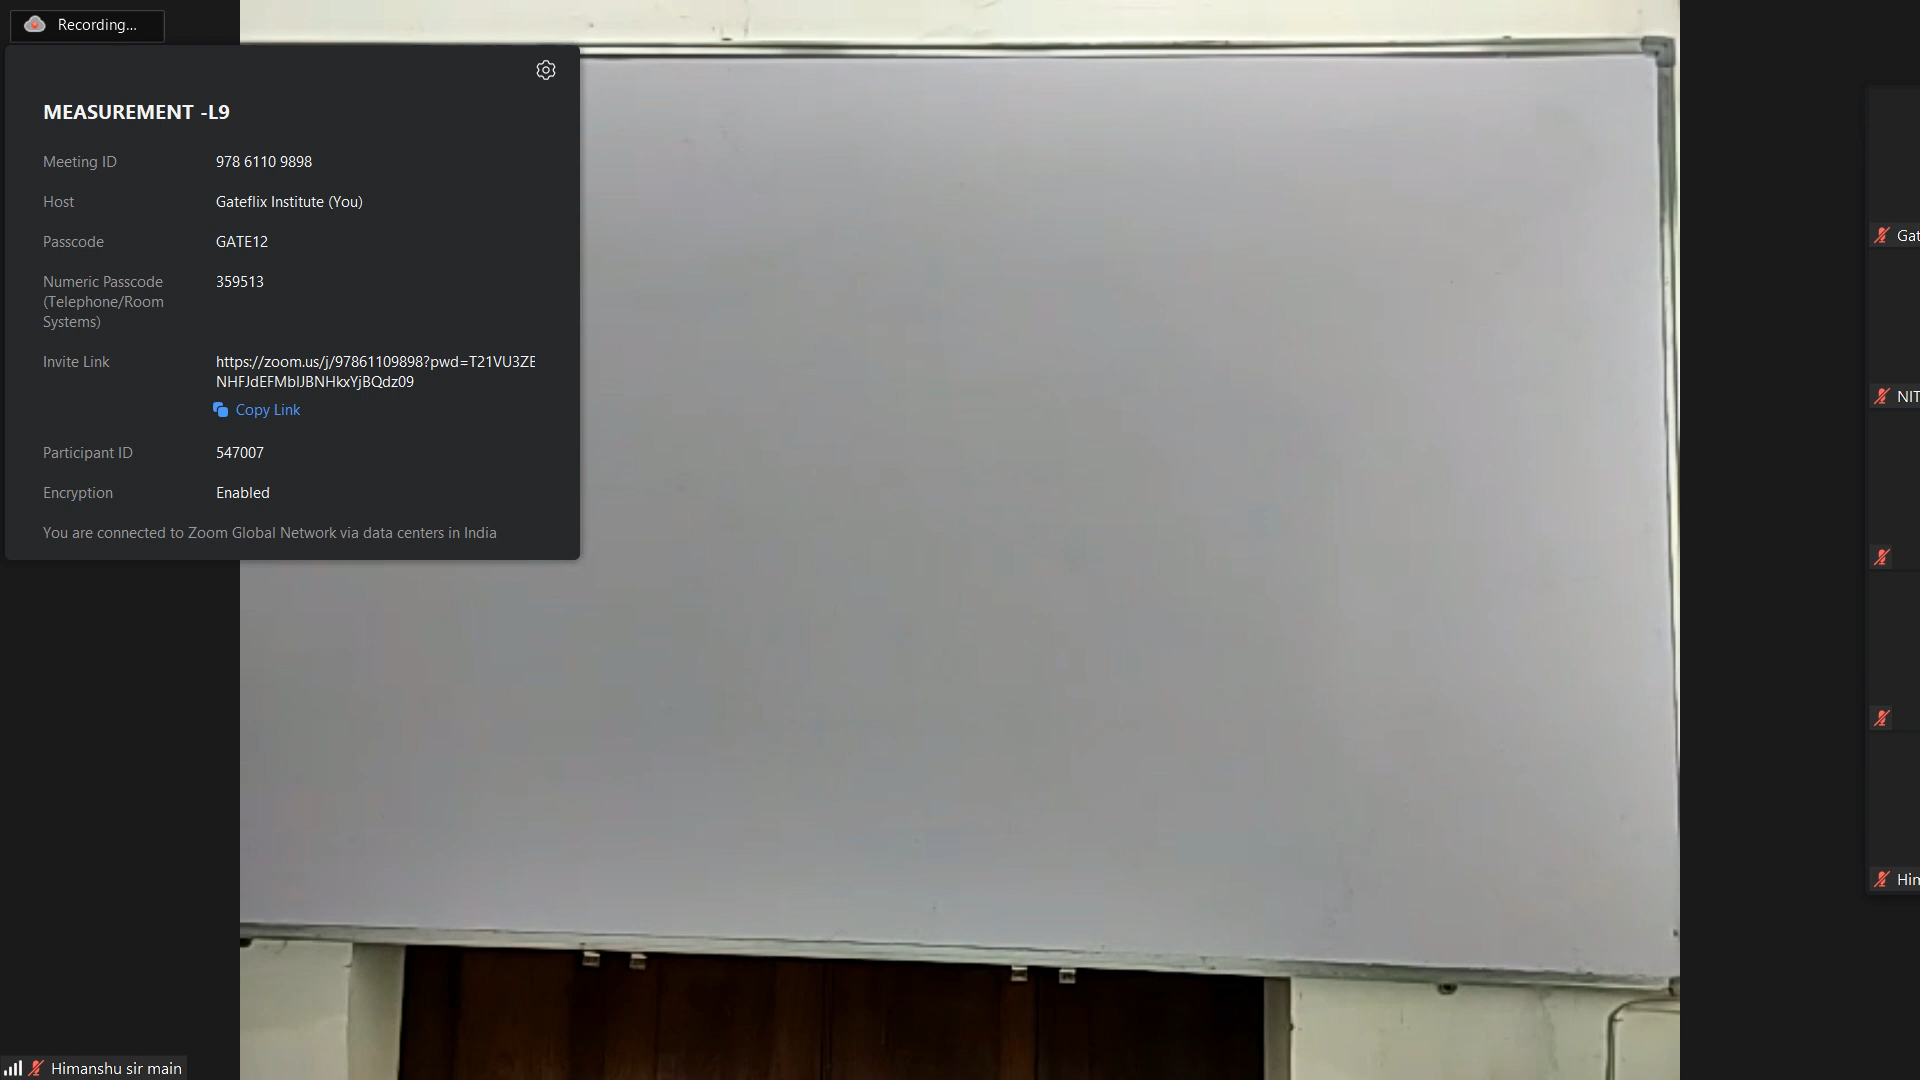 Recording...
MEASUREMENT -L9
Meeting ID 978 6110 9898
Host Gateflix Institute (You)
Passcode GATE12
Numeric Passcode (Telephone/Room Systems) 359513
Invite Link https://zoom.us/j/97861109898?pwd=T21VU3ZE
NHFJdEFMblJBNHkxYjBQdz09
Copy Link
Participant ID 547007
Encryption Enabled
You are connected to Zoom Global Network via data centers in India
Gat
NIT
Him
Himanshu sir main